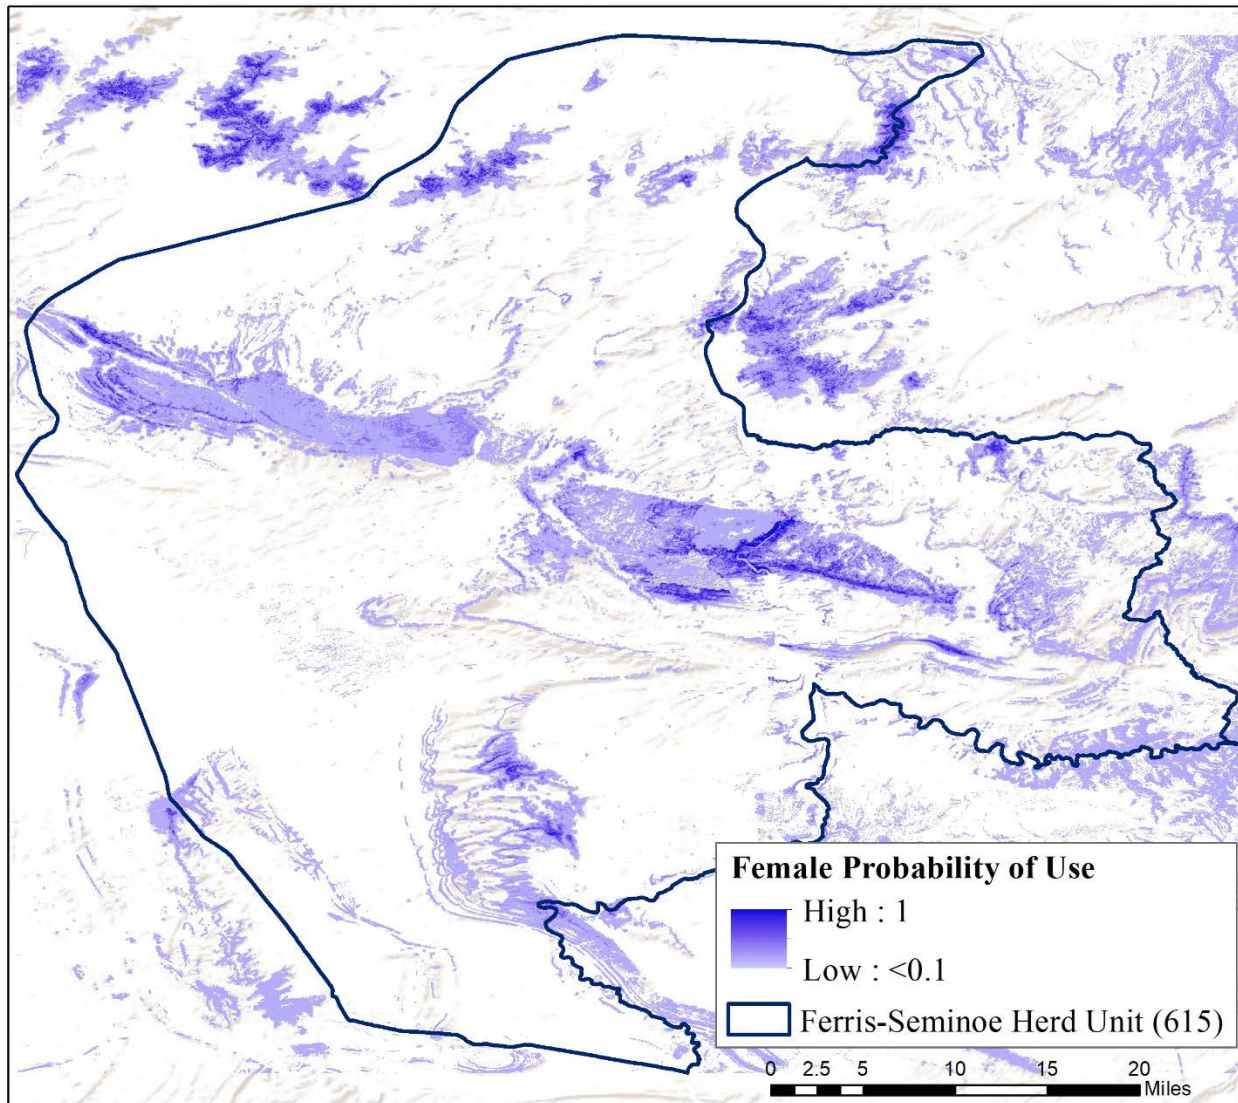 Female Probability of Use
High : 1
Low : <0.1
Ferris-Seminoe Herd Unit (615)
0 2.5 5 10 15 20
Miles